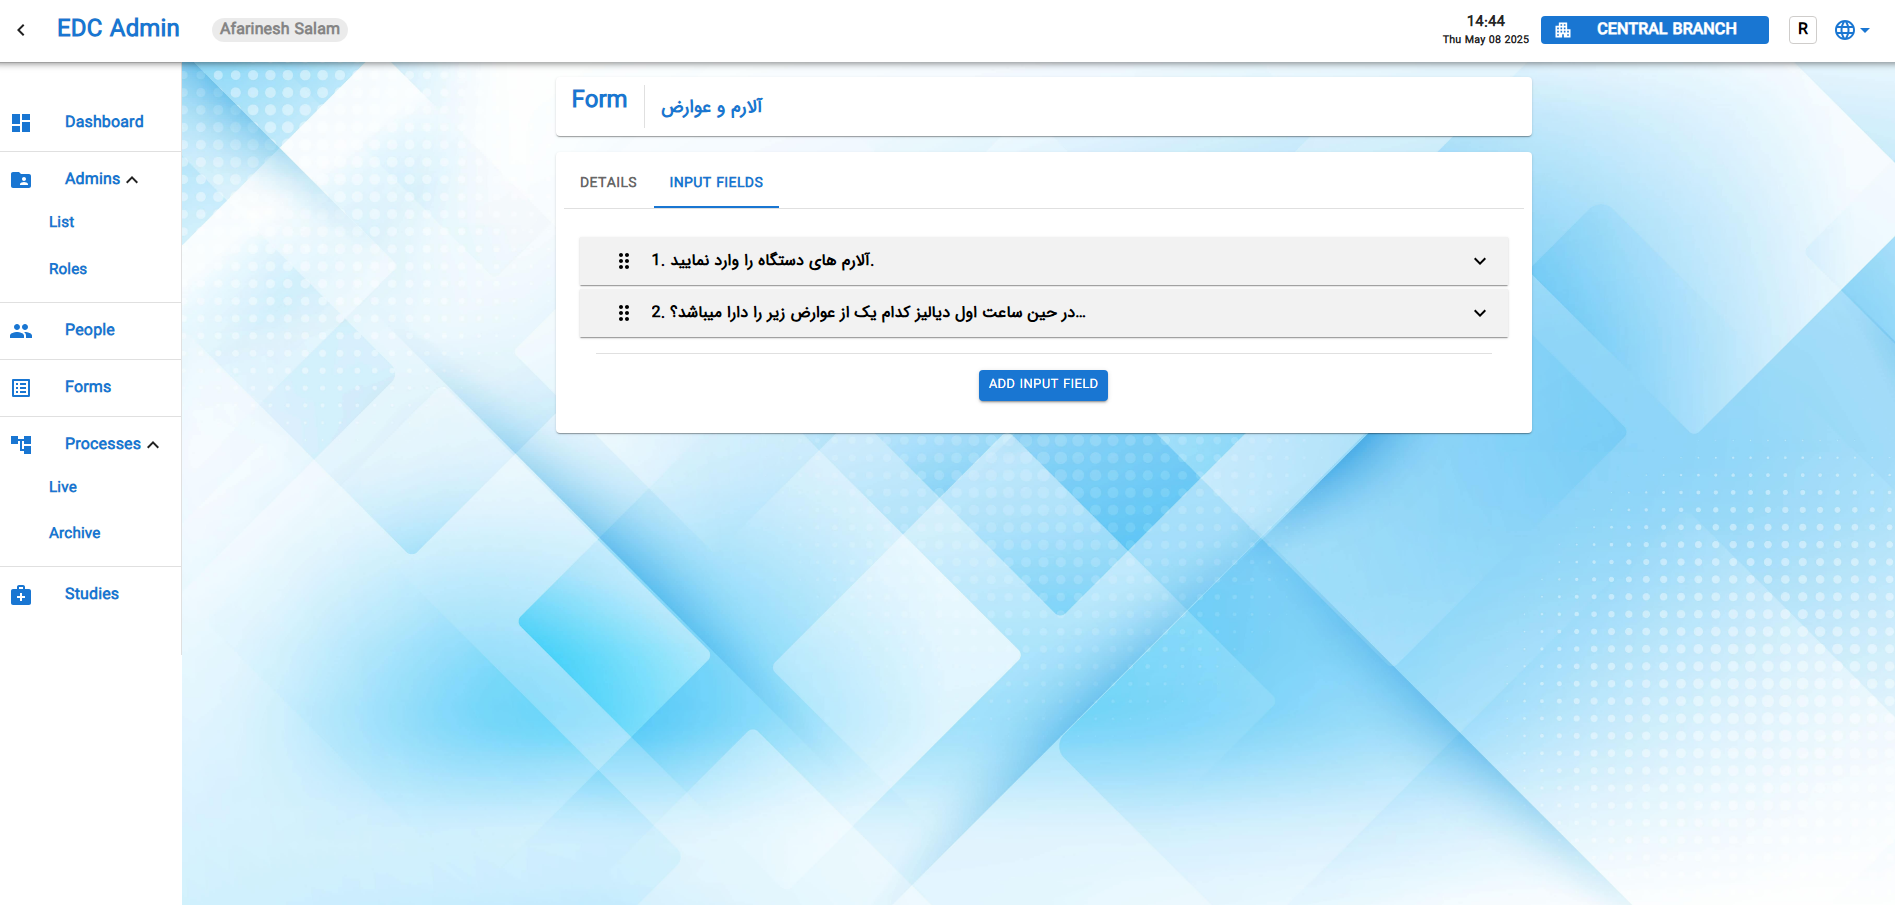 EDC Admin
Afarinesh Salam
14:44
Thu May 08 2025
CENTRAL BRANCH
R
Dashboard
Admins
List
Roles
People
Forms
Processes
Live
Archive
Studies
Form
آلارم و عوارض
DETAILS
INPUT FIELDS
1. آلارم های دستگاه را وارد نمایید.
2. در حین ساعت اول دیالیز کدام یک از عوارض زیر را دارا میباشد؟...
ADD INPUT FIELD